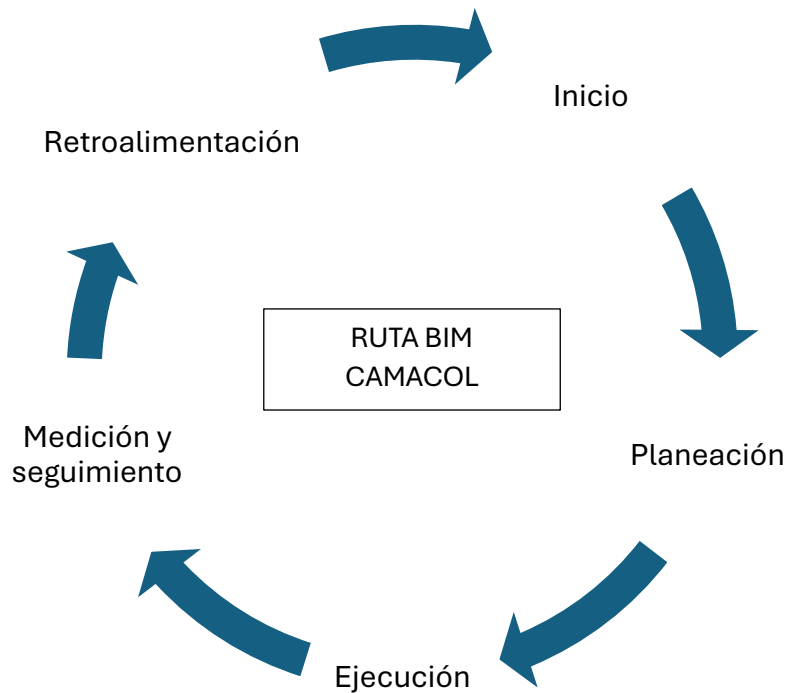 Inicio
Retroalimentación
RUTA BIM
CAMACOL
Medición y
seguimiento
Planeación
Ejecución